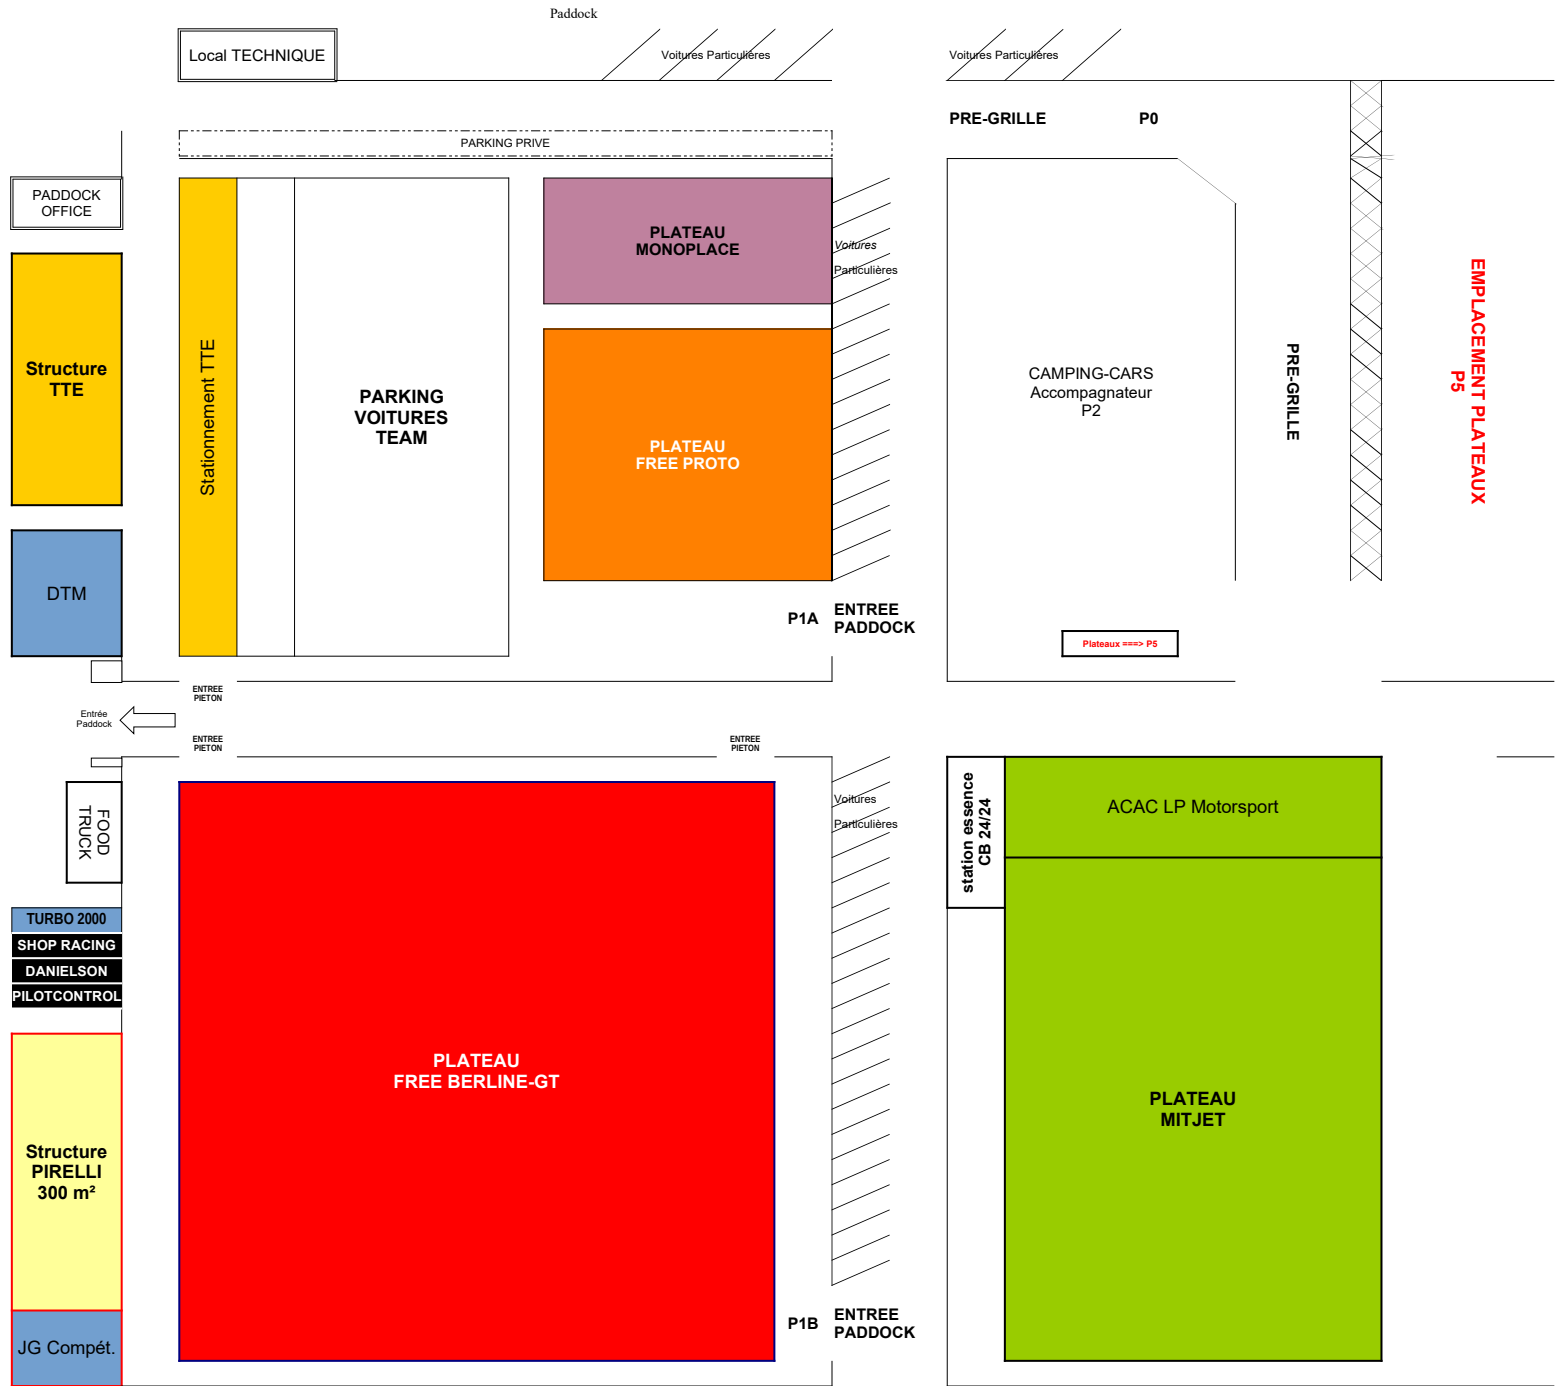 Paddock
Local TECHNIQUE
Voitures Particulières
Voitures Particulières
PRE-GRILLE
P0
PARKING PRIVE
PADDOCK
OFFICE
PLATEAU
MONOPLACE
Voitures
Particulières
Structure
TTE
Stationnement TTE
PARKING
VOITURES
TEAM
PLATEAU
FREE PROTO
CAMPING-CARS
Accompagnateur
P2
PRE-GRILLE
EMPLACEMENT PLATEAUX
P5
DTM
P1A
ENTREE
PADDOCK
Plateaux ===> P5
ENTREE
PIETON
Entrée
Paddock
ENTREE
PIETON
ENTREE
PIETON
FOOD
TRUCK
Voitures
Particulières
station essence
CB 24/24
ACAC LP Motorsport
TURBO 2000
SHOP RACING
DANIELSON
PILOTCONTROL
PLATEAU
FREE BERLINE-GT
PLATEAU
MITJET
Structure
PIRELLI
300 m²
P1B
ENTREE
PADDOCK
JG Compét.